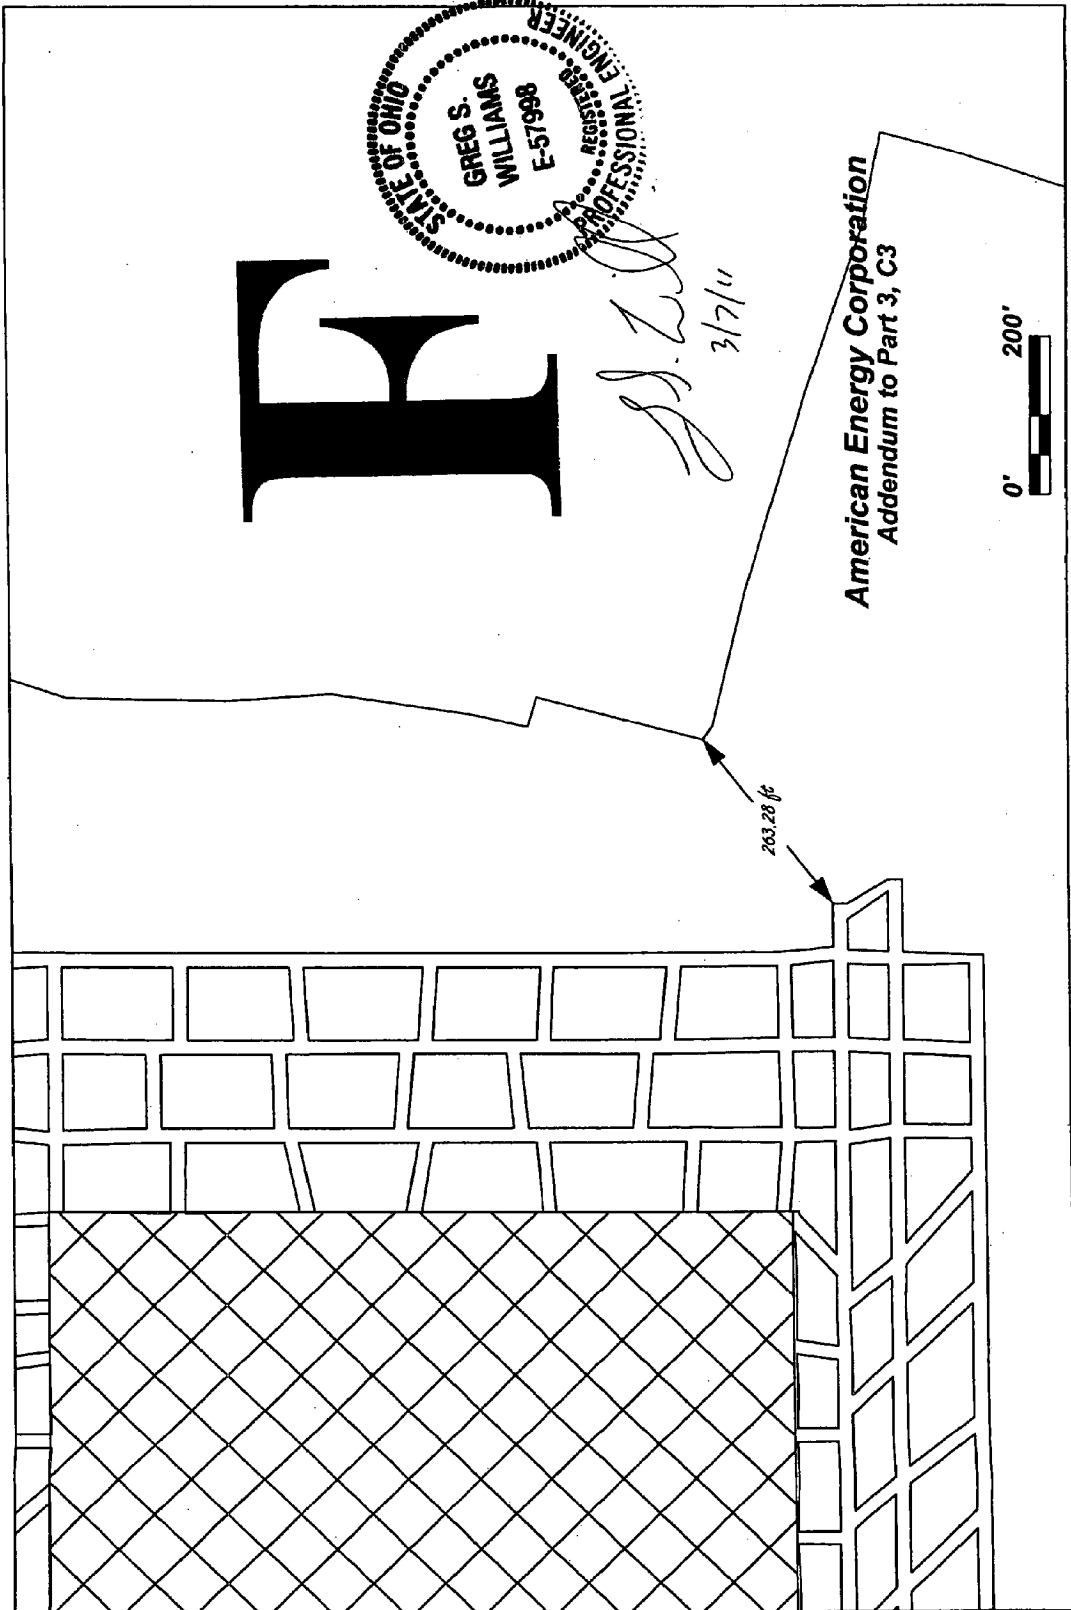 F
STATE OF OHIO
GREG S.
WILLIAMS
E-57998
REGISTERED
PROFESSIONAL ENGINEER
3/7/11
263.28 ft
American Energy Corporation
Addendum to Part 3, C3
0' 200'